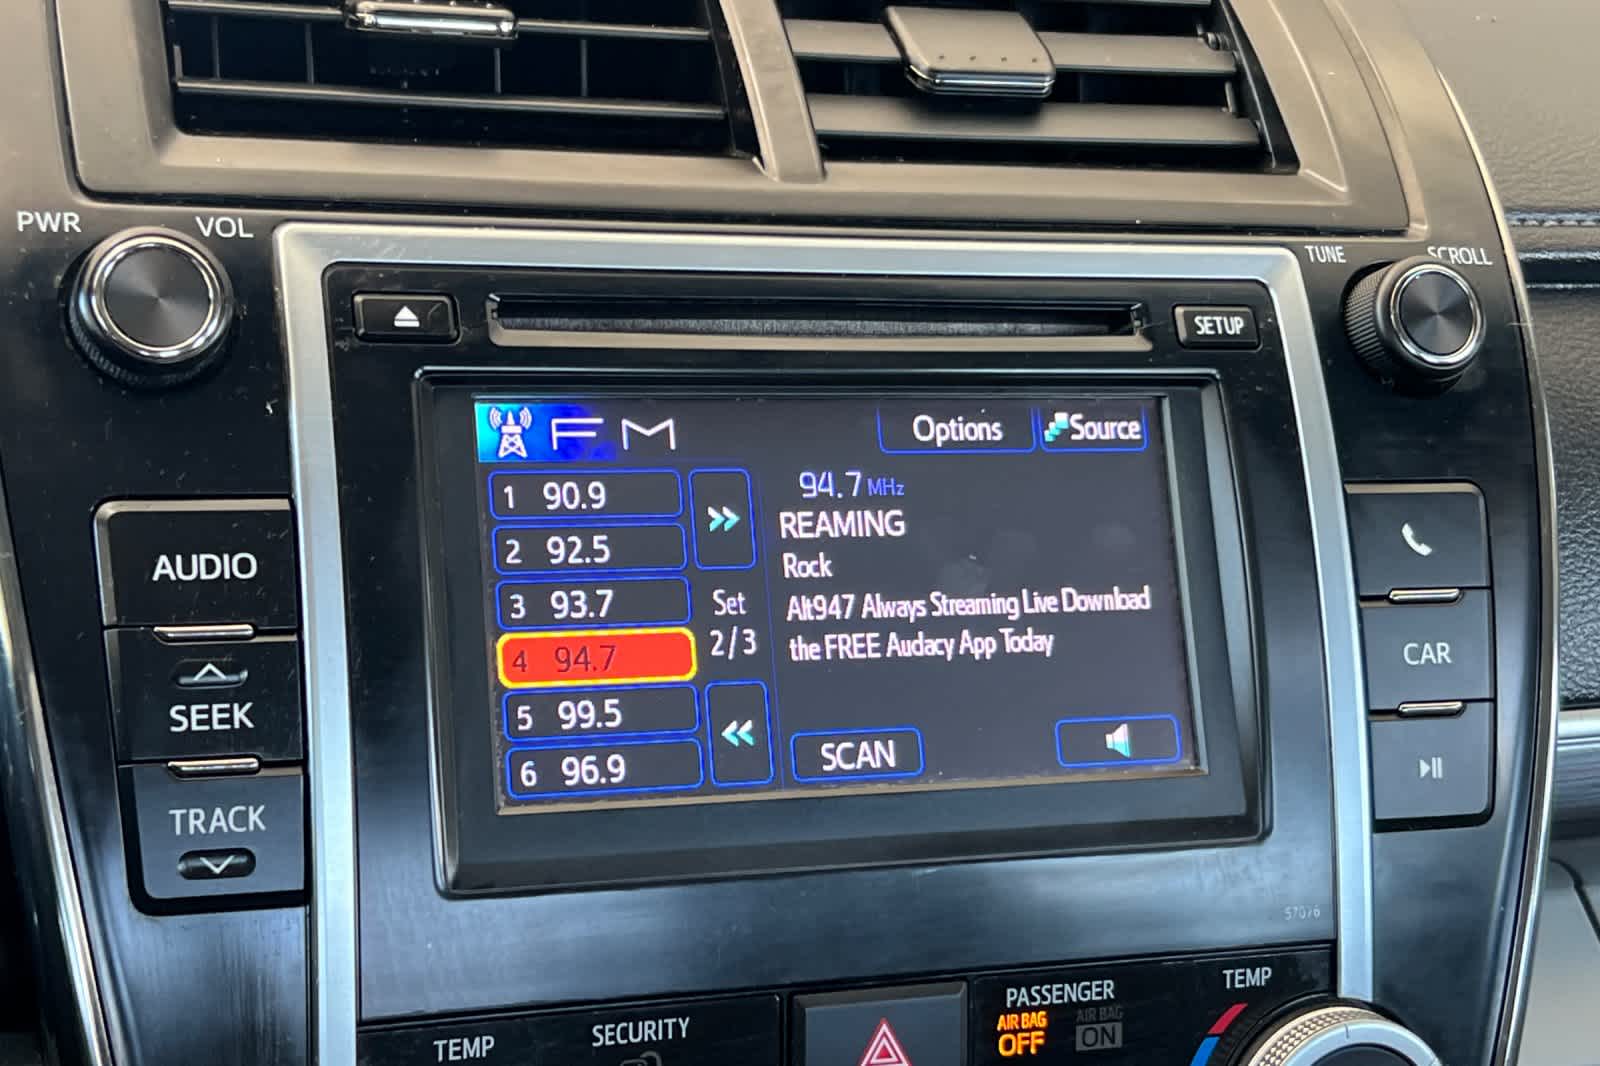 PWR
VOL
TUNE
SCROLL
SETUP
FM
Options
Source
1 90.9
2 92.5
3 93.7
4 94.7
5 99.5
6 96.9
Set
2/3
94.7 MHz
REAMING
Rock
Alt947 Always Streaming Live Download
the FREE Audacy App Today
SCAN
AUDIO
SEEK
TRACK
CAR
57076
TEMP
SECURITY
PASSENGER
AIR BAG
OFF
AIR BAG
ON
TEMP